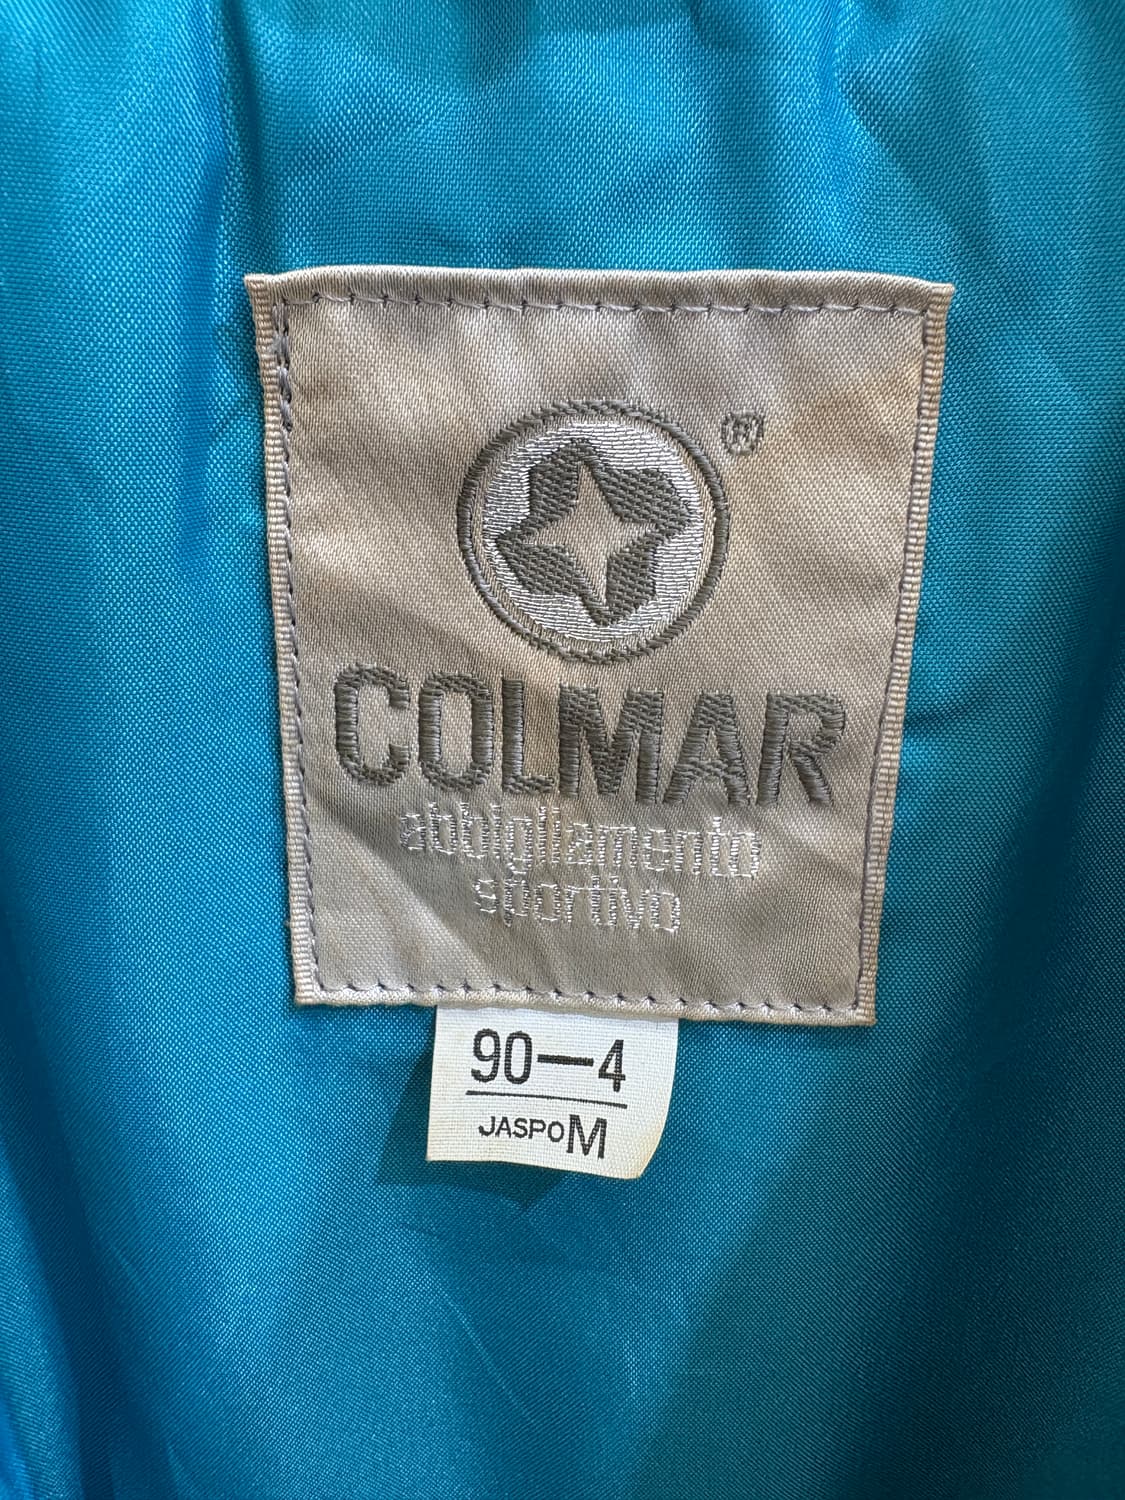 ®
COLMAR
abbigliamento
sportivo
90—4
JASPO M